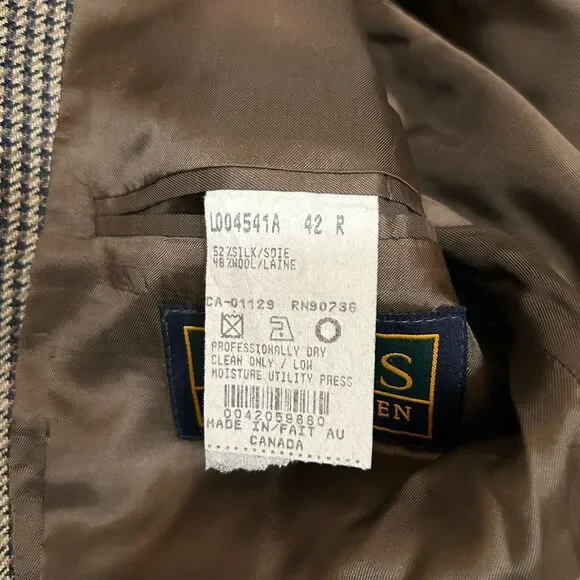 L004541A 42 R
52%SILK/SOIE
48%WOOL/LAINE
CA-01129 RN90736
PROFESSIONALLY DRY
CLEAN ONLY / LOW
MOISTURE UTILITY PRESS
0042059880
MADE IN/FAIT AU
CANADA
S
EN